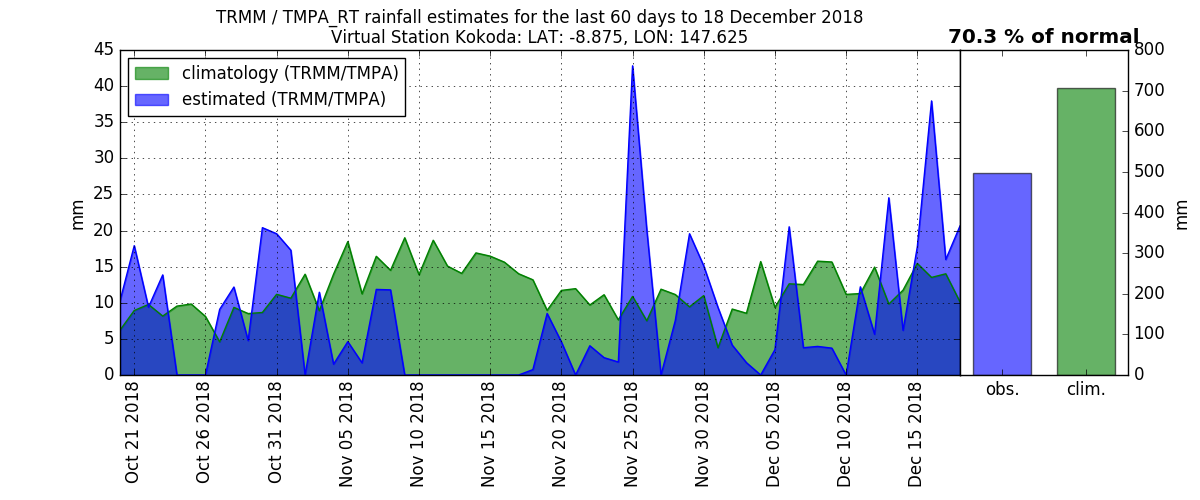 TRMM / TMPA_RT rainfall estimates for the last 60 days to 18 December 2018
Virtual Station Kokoda: LAT: -8.875, LON: 147.625
70.3 % of normal
climatology (TRMM/TMPA)
estimated (TRMM/TMPA)
45
40
35
30
25
20
15
10
5
0
mm
800
700
600
500
400
300
200
100
0
mm
Oct 21 2018
Oct 26 2018
Oct 31 2018
Nov 05 2018
Nov 10 2018
Nov 15 2018
Nov 20 2018
Nov 25 2018
Nov 30 2018
Dec 05 2018
Dec 10 2018
Dec 15 2018
obs.
clim.